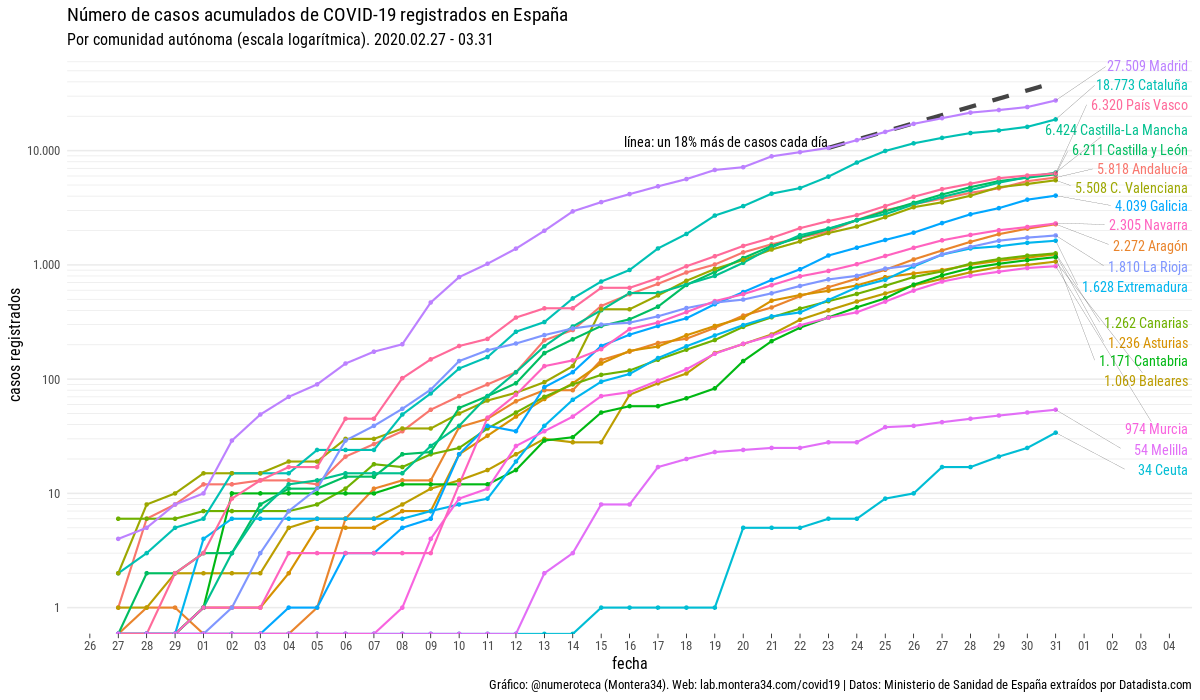 Número de casos acumulados de COVID-19 registrados en España
Por comunidad autónoma (escala logarítmica). 2020.02.27 - 03.31
27.509 Madrid
18.773 Cataluña
6.320 País Vasco
6.424 Castilla-La Mancha
línea: un 18% más de casos cada día
6.211 Castilla y León
5.818 Andalucía
5.508 C. Valenciana
4.039 Galicia
2.305 Navarra
2.272 Aragón
1.810 La Rioja
1.628 Extremadura
1.262 Canarias
1.236 Asturias
1.171 Cantabria
1.069 Baleares
974 Murcia
54 Melilla
34 Ceuta
casos registrados
10.000
1.000
100
10
1
26 27 28 29 01 02 03 04 05 06 07 08 09 10 11 12 13 14 15 16 17 18 19 20 21 22 23 24 25 26 27 28 29 30 31 01 02 03 04
fecha
Gráfico: @numeroteca (Montera34). Web: lab.montera34.com/covid19 | Datos: Ministerio de Sanidad de España extraídos por Datadista.com